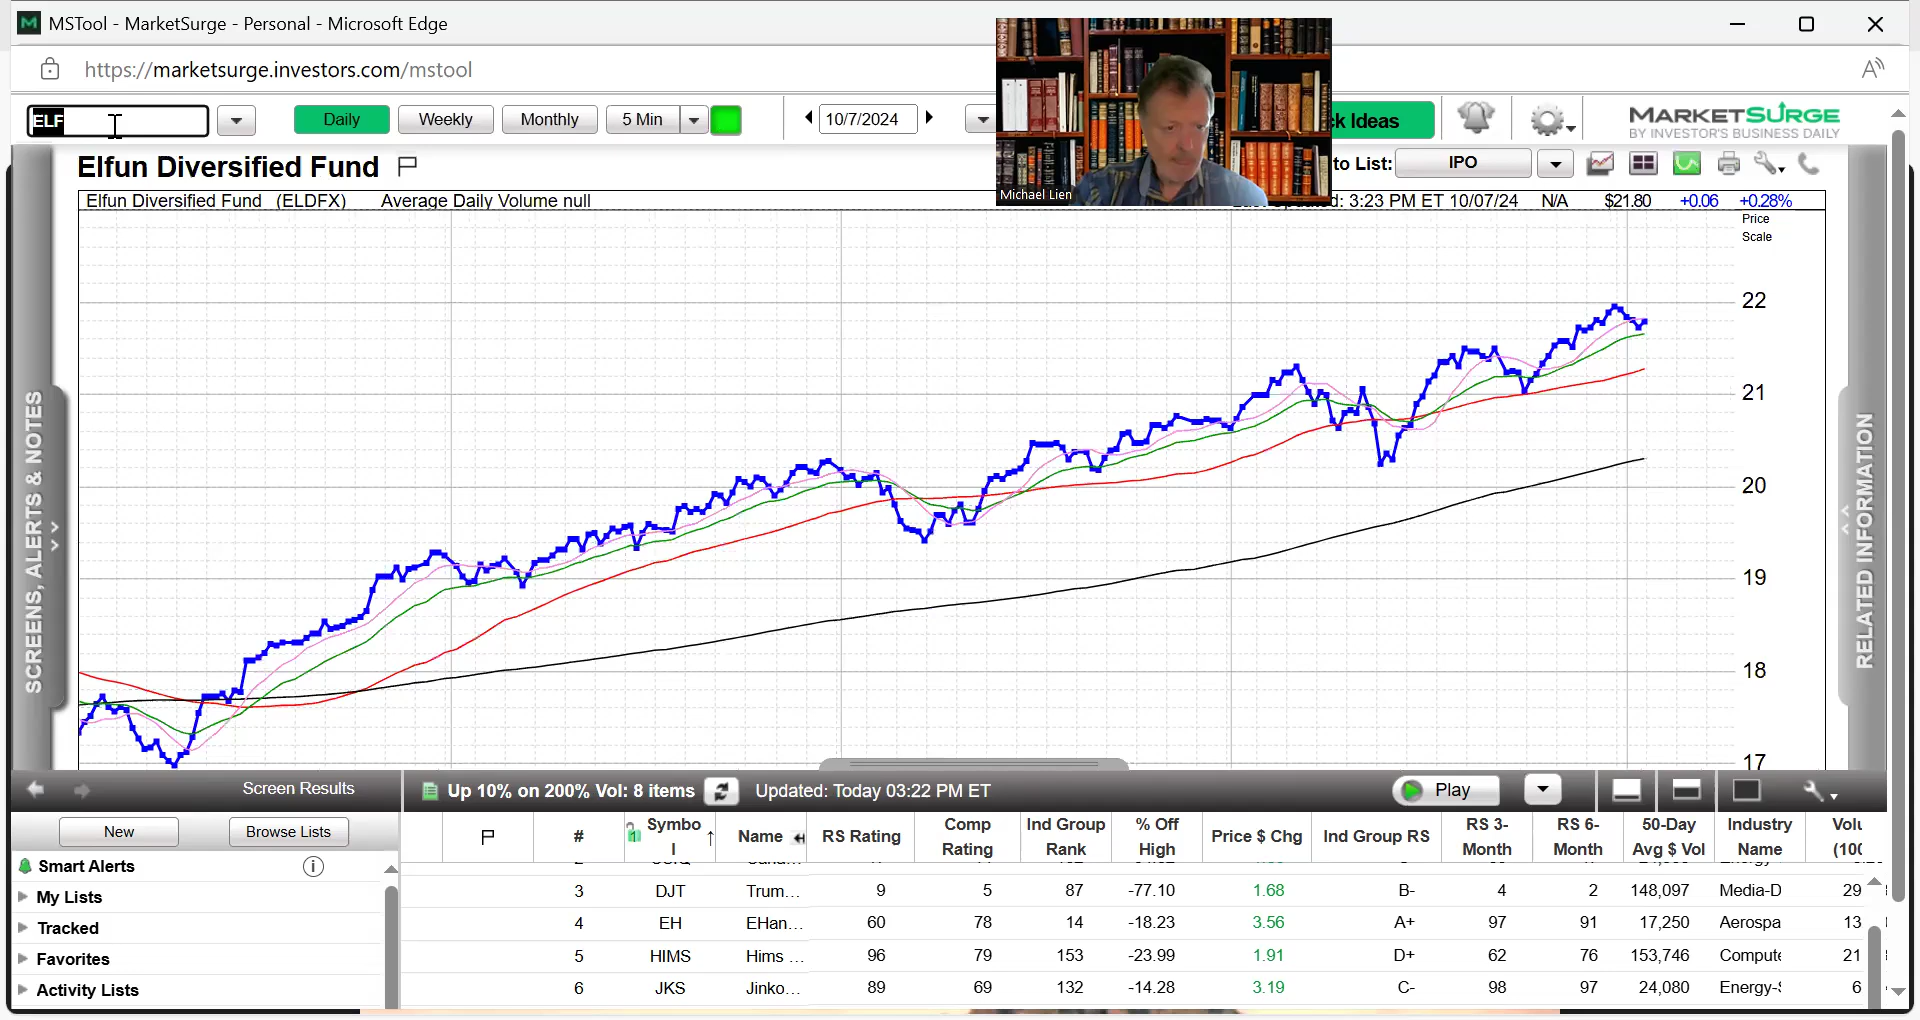 MSTool - MarketSurge - Personal - Microsoft Edge
https://marketsurge.investors.com/mstool
ELF
Daily
Weekly
Monthly
5 Min
10/7/2024
k Ideas
MARKETSURGE
BY INVESTOR'S BUSINESS DAILY
Elfun Diversified Fund
to List:
IPO
Michael Lien
Elfun Diversified Fund (ELDFX) Average Daily Volume null
d: 3:23 PM ET 10/07/24 N/A $21.80 +0.06 +0.28%
Price
Scale
22
21
20
19
18
17
SCREENS, ALERTS & NOTES
RELATED INFORMATION
Screen Results
Up 10% on 200% Vol: 8 items
Updated: Today 03:22 PM ET
Play
New
Browse Lists
Smart Alerts
My Lists
Tracked
Favorites
Activity Lists
# Symbo
l Name RS Rating Comp
Rating Ind Group
Rank % Off
High Price $ Chg Ind Group RS RS 3-
Month RS 6-
Month 50-Day
Avg $ Vol Industry
Name Volu
(100
3 DJT Trum... 9 5 87 -77.10 1.68 B- 4 2 148,097 Media-D 29
4 EH EHan... 60 78 14 -18.23 3.56 A+ 97 91 17,250 Aerospa 13
5 HIMS Hims ... 96 79 153 -23.99 1.91 D+ 62 76 153,746 Compute 21
6 JKS Jinko... 89 69 132 -14.28 3.19 C- 98 97 24,080 Energy-S 6